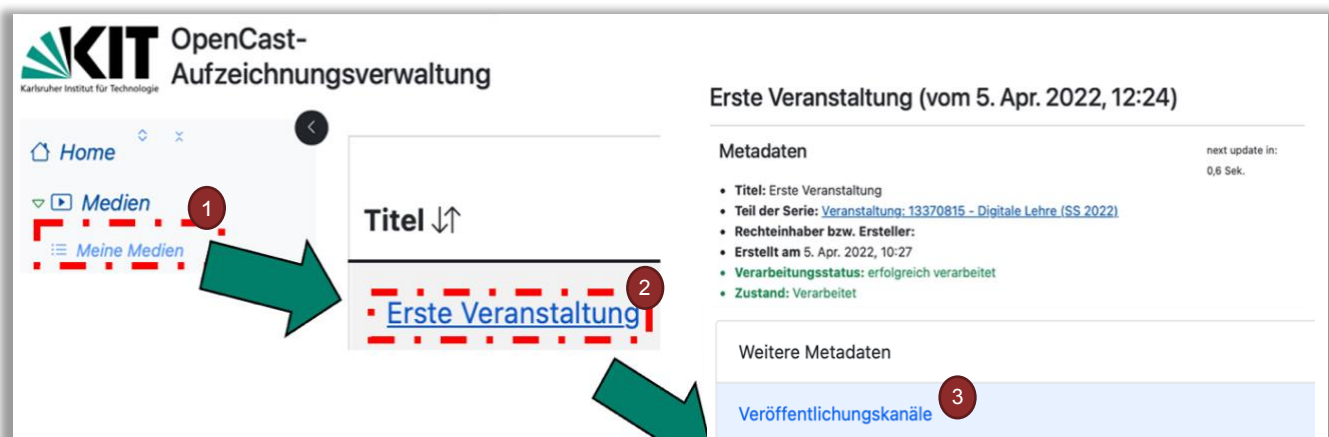 KIT
Karlsruher Institut für Technologie
OpenCast-
Aufzeichnungsverwaltung
Home
Medien
1
Meine Medien
Titel
2
Erste Veranstaltung
Erste Veranstaltung (vom 5. Apr. 2022, 12:24)
Metadaten
next update in:
0,6 Sek.
• Titel: Erste Veranstaltung
• Teil der Serie: Veranstaltung: 13370815 - Digitale Lehre (SS 2022)
• Rechteinhaber bzw. Ersteller:
• Erstellt am 5. Apr. 2022, 10:27
• Verarbeitungsstatus: erfolgreich verarbeitet
• Zustand: Verarbeitet
Weitere Metadaten
Veröffentlichungskanäle
3